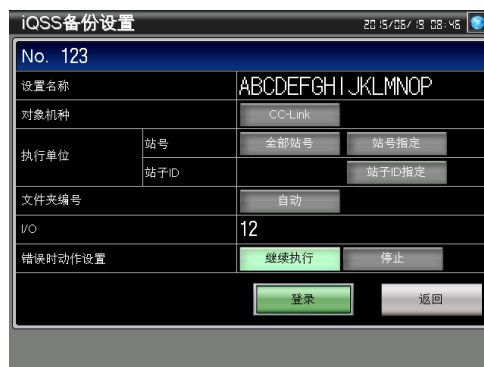 iQSS备份设置 2015/06/19 08:46
No. 123
设置名称 ABCDEFGHIJKLMNOP
对象机种 CC-Link
执行单位 站号 全部站号 站号指定
站子ID 站子ID指定
文件夹编号 自动
I/O 12
错误时动作设置 继续执行 停止
登录 返回